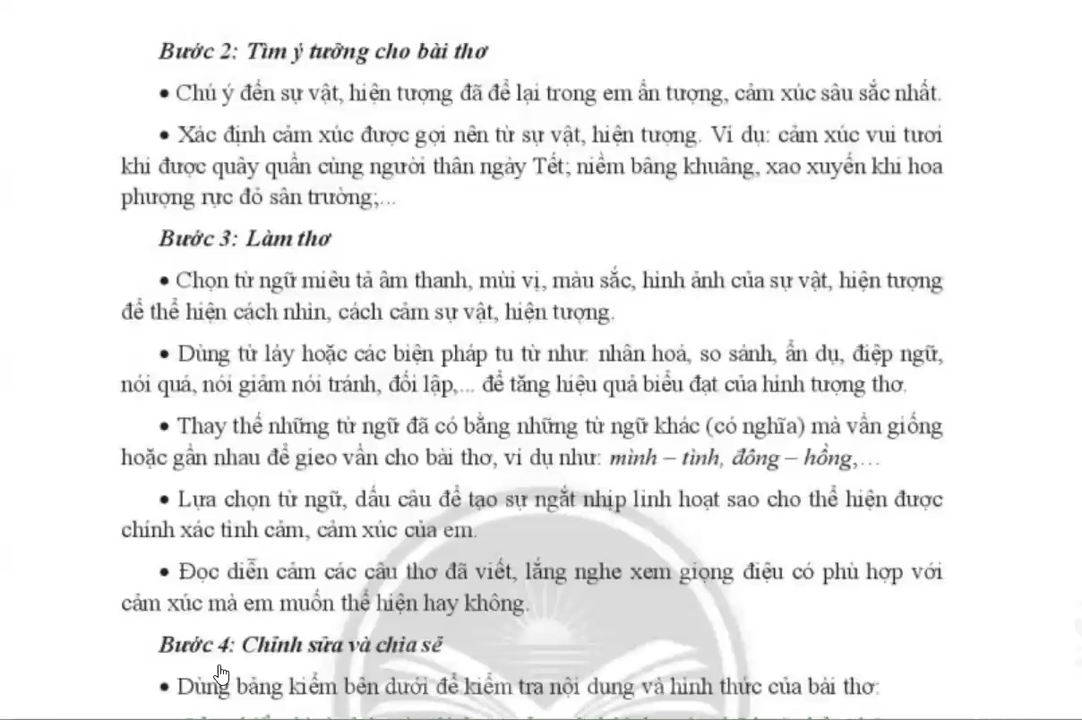 Bước 2: Tìm ý tưởng cho bài thơ
• Chú ý đến sự vật, hiện tượng đã để lại trong em ấn tượng, cảm xúc sâu sắc nhất.
• Xác định cảm xúc được gợi nên từ sự vật, hiện tượng. Ví dụ: cảm xúc vui tươi
khi được quây quần cùng người thân ngày Tết; niềm bâng khuâng, xao xuyến khi hoa
phượng rực đỏ sân trường;...
Bước 3: Làm thơ
• Chọn từ ngữ miêu tả âm thanh, mùi vị, màu sắc, hình ảnh của sự vật, hiện tượng
để thể hiện cách nhìn, cách cảm sự vật, hiện tượng.
• Dùng từ láy hoặc các biện pháp tu từ như: nhân hoá, so sánh, ẩn dụ, điệp ngữ,
nói quá, nói giảm nói tránh, đối lập,... để tăng hiệu quả biểu đạt của hình tượng thơ.
• Thay thế những từ ngữ đã có bằng những từ ngữ khác (có nghĩa) mà vần giống
hoặc gần nhau để gieo vần cho bài thơ, ví dụ như: mình – tình, đông – hồng,...
• Lựa chọn từ ngữ, dấu câu để tạo sự ngắt nhịp linh hoạt sao cho thể hiện được
chính xác tình cảm, cảm xúc của em.
• Đọc diễn cảm các câu thơ đã viết, lắng nghe xem giọng điệu có phù hợp với
cảm xúc mà em muốn thể hiện hay không.
Bước 4: Chỉnh sửa và chia sẻ
• Dùng bảng kiểm bên dưới để kiểm tra nội dung và hình thức của bài thơ: